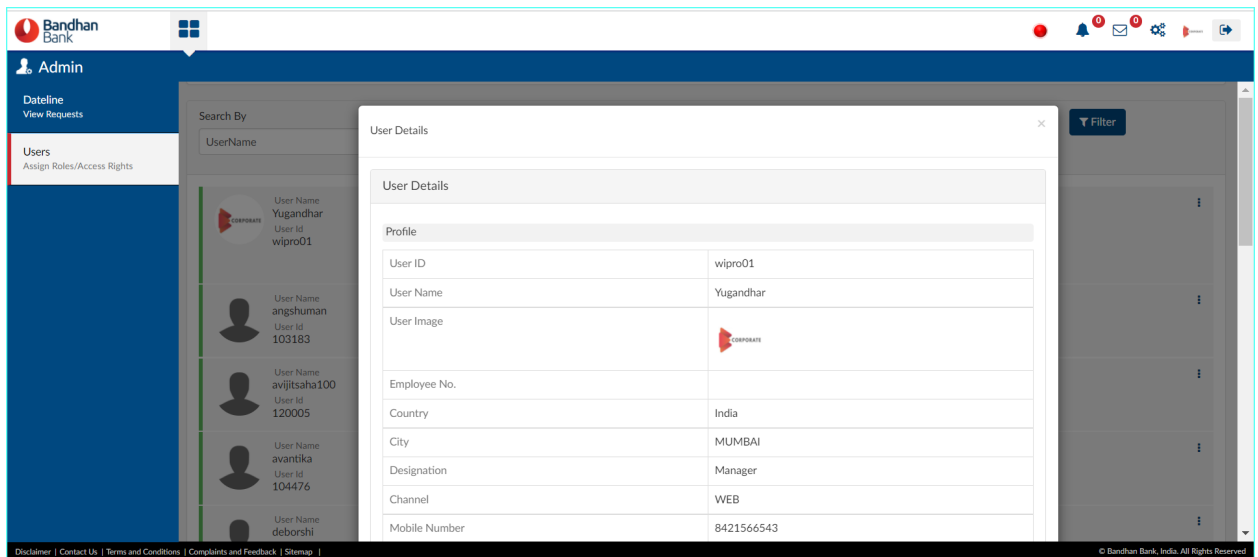 Bandhan
Bank
0
0
Admin
Dateline
View Requests
Users
Assign Roles/Access Rights
Search By
UserName
Filter
User Name
Yugandhar
User Id
wipro01
CORPORATE
User Name
angshuman
User Id
103183
User Name
avijitsaha100
User Id
120005
User Name
avantika
User Id
104476
User Name
deborshi
User Details
×
User Details
Profile
User ID wipro01
User Name Yugandhar
User Image CORPORATE
Employee No.
Country India
City MUMBAI
Designation Manager
Channel WEB
Mobile Number 8421566543
Disclaimer | Contact Us | Terms and Conditions | Complaints and Feedback | Sitemap |
© Bandhan Bank, India. All Rights Reserved